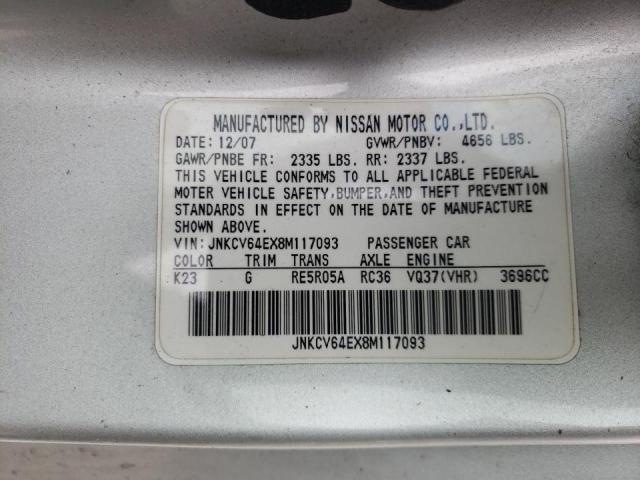 MANUFACTURED BY NISSAN MOTOR CO.,LTD.
DATE: 12/07 GVWR/PNBV: 4656 LBS.
GAWR/PNBE FR: 2335 LBS. RR: 2337 LBS.
THIS VEHICLE CONFORMS TO ALL APPLICABLE FEDERAL
MOTER VEHICLE SAFETY,BUMPER,AND THEFT PREVENTION
STANDARDS IN EFFECT ON THE DATE OF MANUFACTURE
SHOWN ABOVE.
VIN: JNKCV64EX8M117093 PASSENGER CAR
COLOR TRIM TRANS AXLE ENGINE
K23 G RE5R05A RC36 VQ37(VHR) 3696CC
JNKCV64EX8M117093